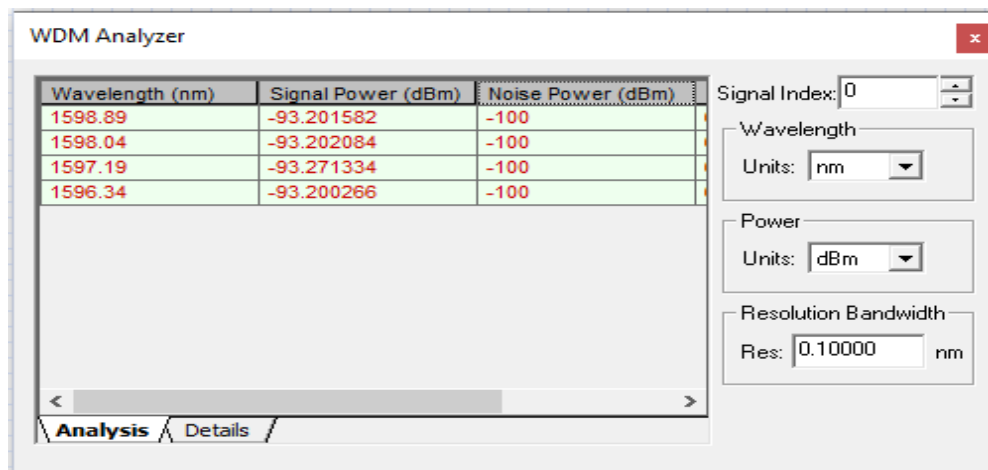 WDM Analyzer
x
Wavelength (nm) Signal Power (dBm) Noise Power (dBm)
1598.89 -93.201582 -100
1598.04 -93.202084 -100
1597.19 -93.271334 -100
1596.34 -93.200266 -100
Signal Index: 0
Wavelength
Units: nm
Power
Units: dBm
Resolution Bandwidth
Res: 0.10000 nm
Analysis Details